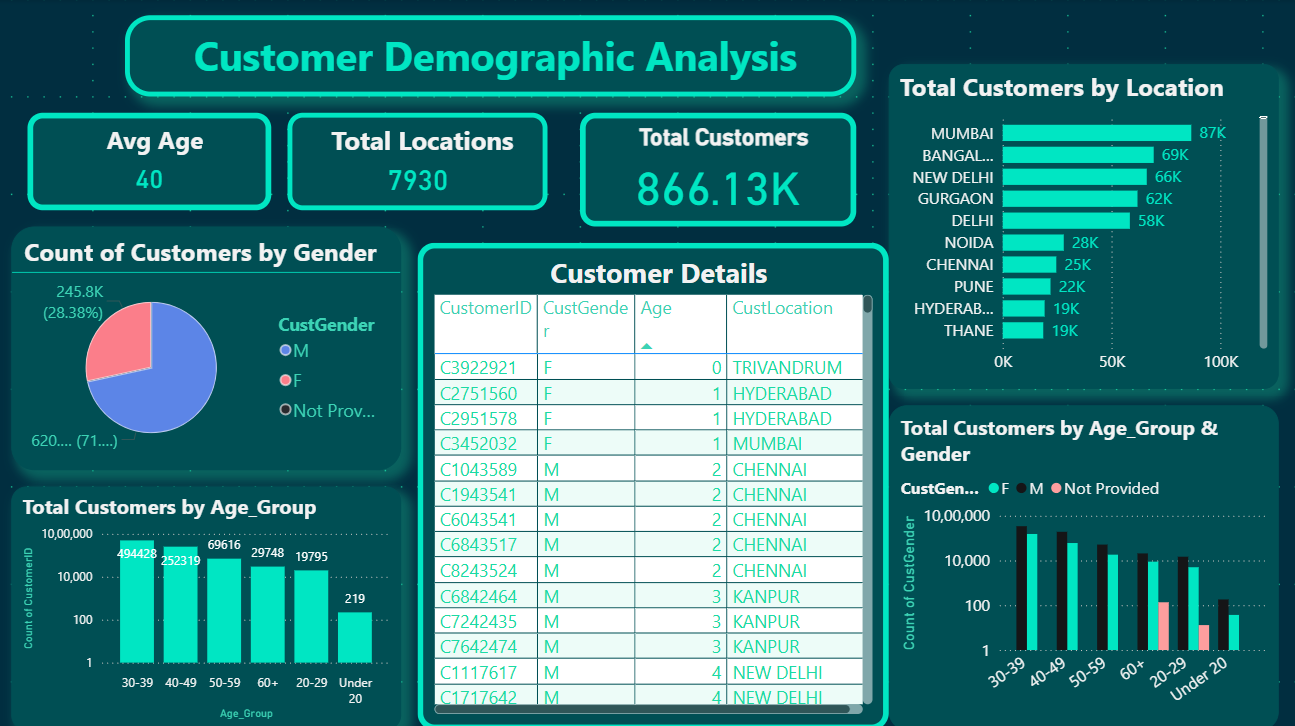 Customer Demographic Analysis
Avg Age
40
Total Locations
7930
Total Customers
866.13K
Count of Customers by Gender
245.8K
(28.38%)
620.... (71....)
CustGender
M
F
Not Prov...
Total Customers by Age_Group
Count of CustomerID
10,00,000
10,000
100
1
494428
252319
69616
29748
19795
219
30-39 40-49 50-59 60+ 20-29 Under
20
Age_Group
Customer Details
CustomerID CustGende Age CustLocation
r
C3922921 F 0 TRIVANDRUM
C2751560 F 1 HYDERABAD
C2951578 F 1 HYDERABAD
C3452032 F 1 MUMBAI
C1043589 M 2 CHENNAI
C1943541 M 2 CHENNAI
C6043541 M 2 CHENNAI
C6843517 M 2 CHENNAI
C8243524 M 2 CHENNAI
C6842464 M 3 KANPUR
C7242435 M 3 KANPUR
C7642474 M 3 KANPUR
C1117617 M 4 NEW DELHI
C1717642 M 4 NEW DELHI
Total Customers by Location
MUMBAI 87K
BANGAL... 69K
NEW DELHI 66K
GURGAON 62K
DELHI 58K
NOIDA 28K
CHENNAI 25K
PUNE 22K
HYDERAB... 19K
THANE 19K
0K 50K 100K
Total Customers by Age_Group &
Gender
CustGen... F M Not Provided
Count of CustGender
10,00,000
10,000
100
1
30-39 40-49 50-59 60+ 20-29 Under 20